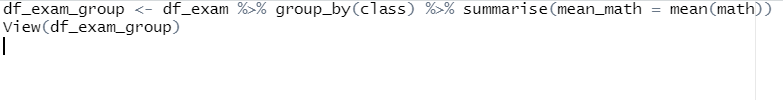 df_exam_group <- df_exam %>% group_by(class) %>% summarise(mean_math = mean(math))
View(df_exam_group)